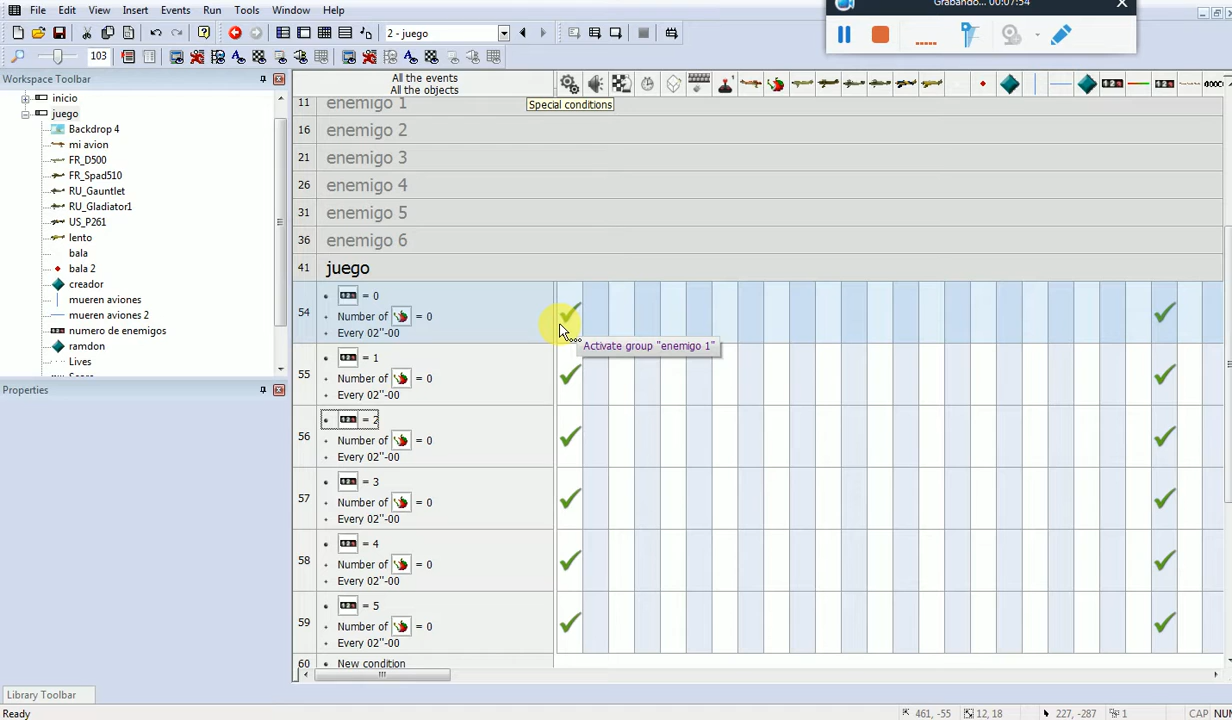 Grabando... 00:07:54
File Edit View Insert Events Run Tools Window Help
2 - juego
103
Workspace Toolbar
inicio
juego
Backdrop 4
mi avion
FR_D500
FR_Spad510
RU_Gauntlet
RU_Gladiator1
US_P261
lento
bala
bala 2
creador
mueren aviones
mueren aviones 2
numero de enemigos
ramdon
Lives
Properties
Library Toolbar
Ready
All the events
All the objects
Special conditions
11 enemigo 1
16 enemigo 2
21 enemigo 3
26 enemigo 4
31 enemigo 5
36 enemigo 6
41 juego
54
= 0
Number of = 0
Every 02"-00
Activate group "enemigo 1"
55
= 1
Number of = 0
Every 02"-00
56
= 2
Number of = 0
Every 02"-00
57
= 3
Number of = 0
Every 02"-00
58
= 4
Number of = 0
Every 02"-00
59
= 5
Number of = 0
Every 02"-00
60 New condition
461, -55 12, 18 227, -287 1 CAP NUM